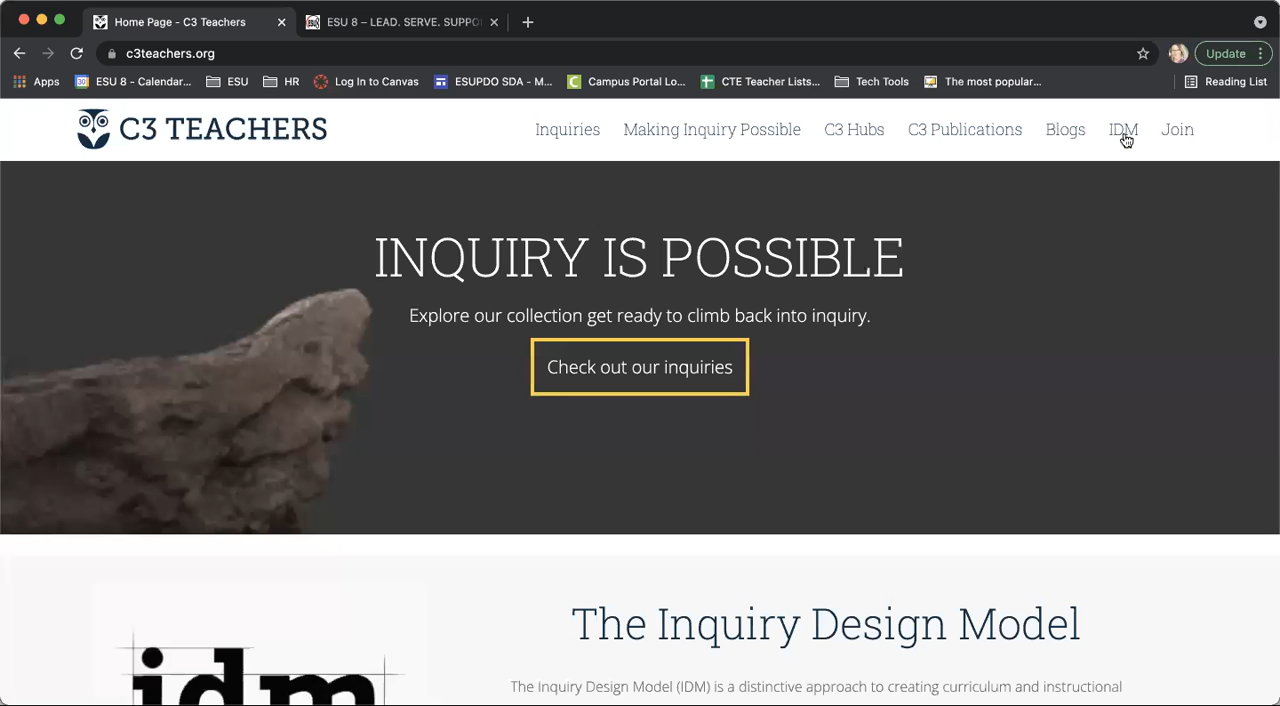 Home Page - C3 Teachers
ESU 8 – LEAD. SERVE. SUPPO
c3teachers.org
Update
Apps
ESU 8 - Calendar...
ESU
HR
Log In to Canvas
ESUPDO SDA - M...
Campus Portal Lo...
CTE Teacher Lists...
Tech Tools
The most popular...
Reading List
C3 TEACHERS
Inquiries
Making Inquiry Possible
C3 Hubs
C3 Publications
Blogs
IDM
Join
INQUIRY IS POSSIBLE
Explore our collection get ready to climb back into inquiry.
Check out our inquiries
idm
The Inquiry Design Model
The Inquiry Design Model (IDM) is a distinctive approach to creating curriculum and instructional